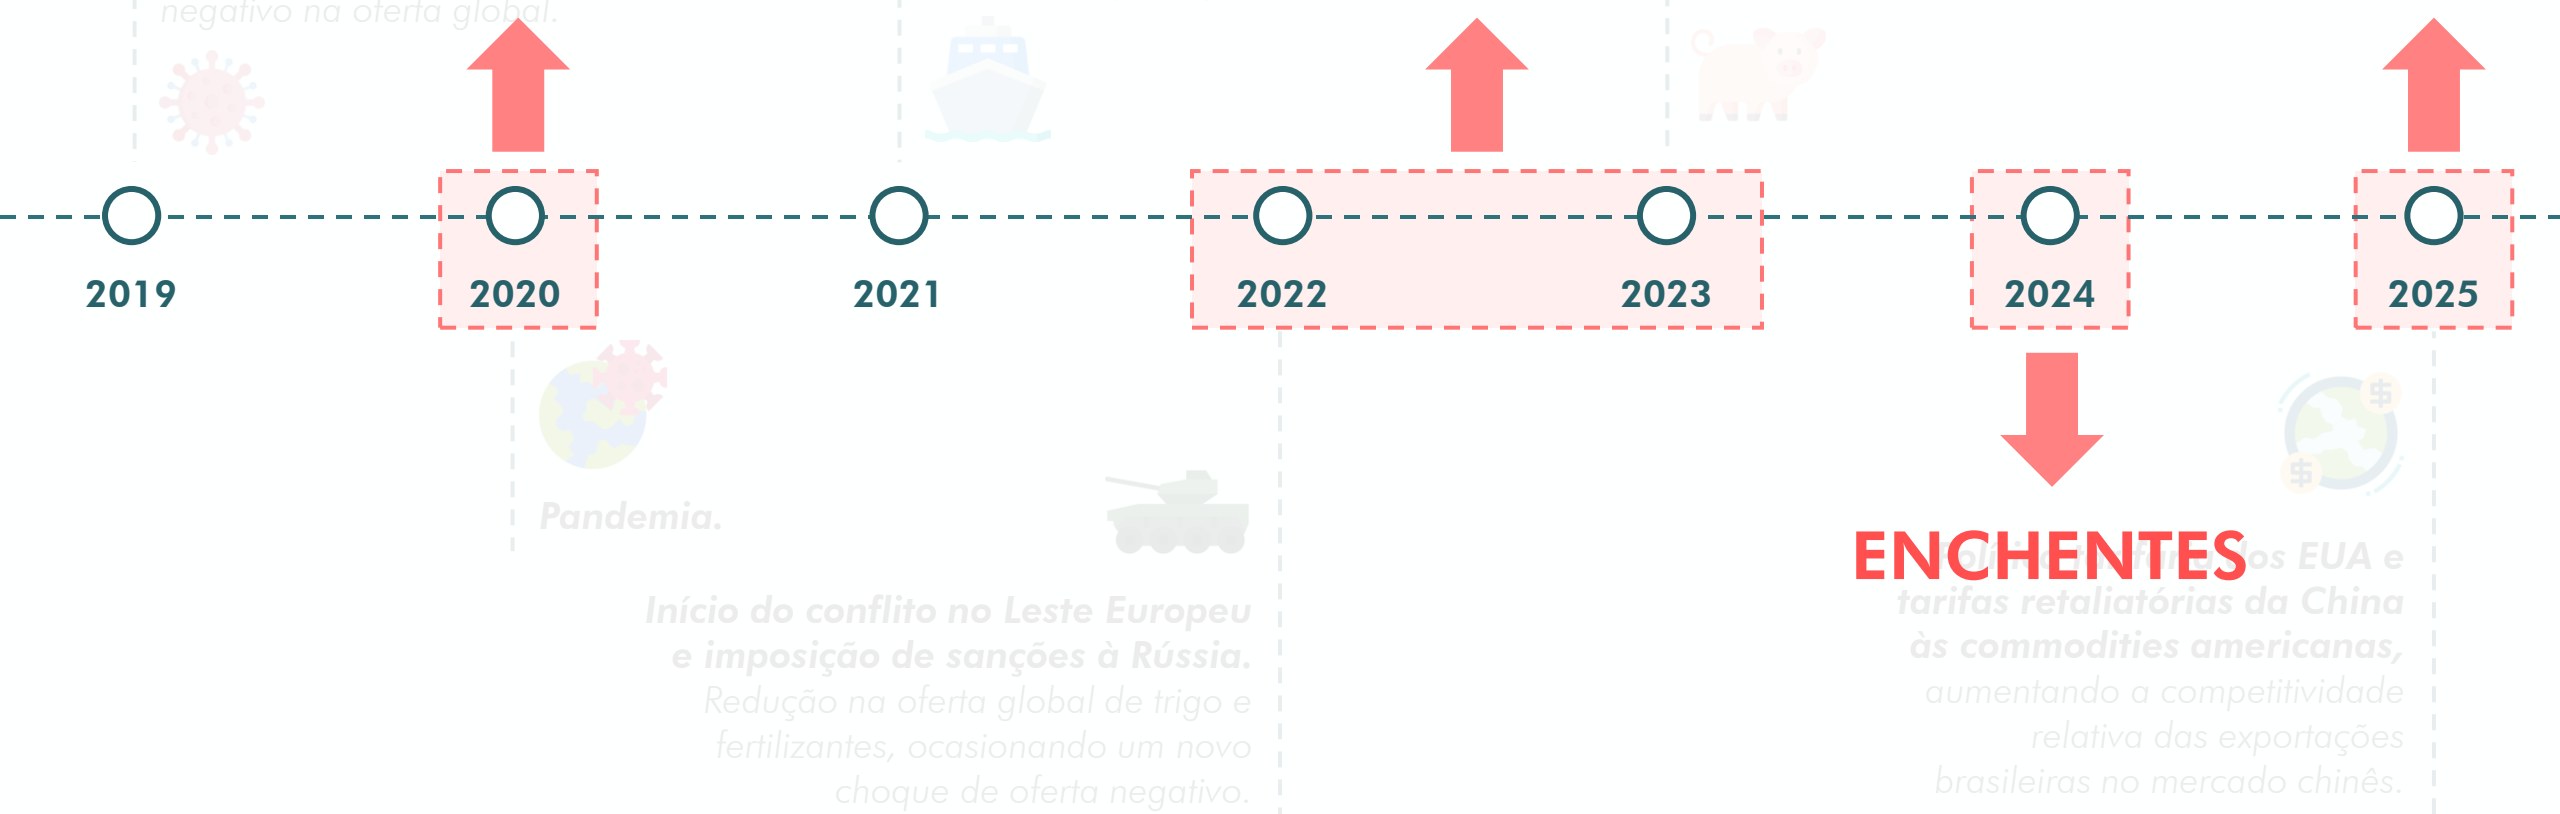 negativo na oferta global.
2019
2020
2021
2022
2023
2024
2025
Pandemia.
Início do conflito no Leste Europeu
e imposição de sanções à Rússia.
Redução na oferta global de trigo e
fertilizantes, ocasionando um novo
choque de oferta negativo.
ENCHENTES
dos EUA e
tarifas retaliatórias da China
às commodities americanas,
aumentando a competitividade
relativa das exportações
brasileiras no mercado chinês.